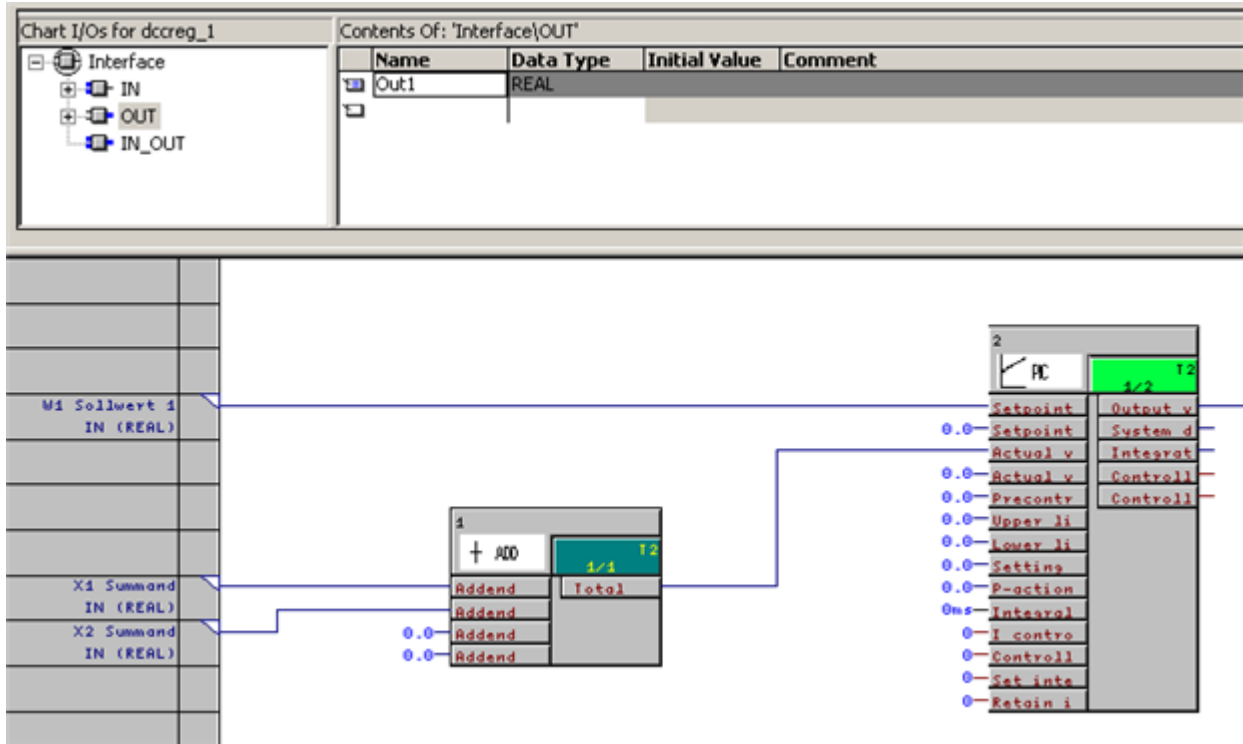 Chart I/Os for dccreg_1
Contents Of: 'Interface\OUT'
Interface
IN
OUT
IN_OUT
Name Data Type Initial Value Comment
Out1 REAL
W1 Sollwert 1
IN (REAL)
X1 Summand
IN (REAL)
X2 Summand
IN (REAL)
1
+ ADD
T2
1/1
Addend Total
Addend
0.0 Addend
0.0 Addend
2
PIC
T2
1/2
Setpoint Output v
0.0 Setpoint System d
Actual v Integrat
0.0 Actual v Controll
0.0 Precontr Controll
0.0 Upper li
0.0 Lower li
0.0 Setting
0.0 P-action
0ms Integral
0 I contro
0 Controll
0 Set inte
0 Retain i